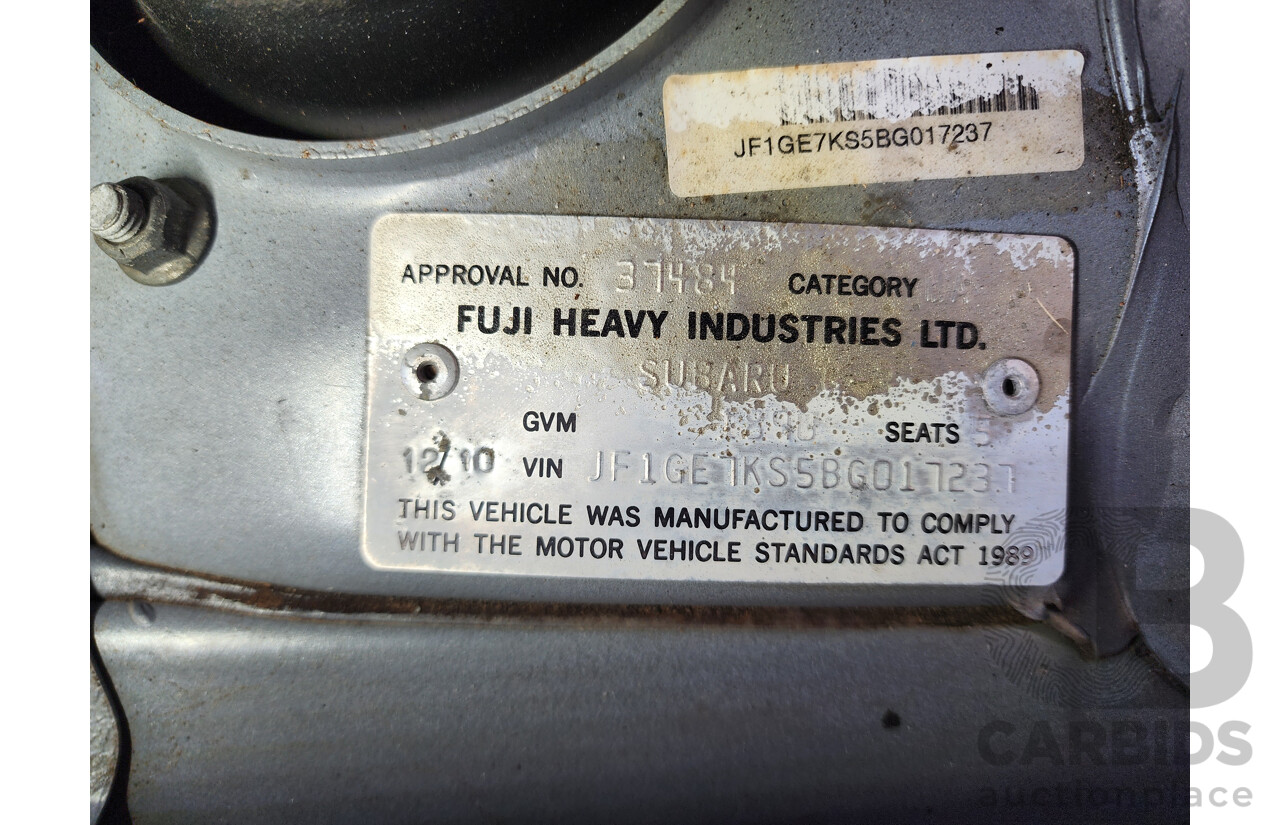 JF1GE7KS5BG017237
APPROVAL NO. 37484 CATEGORY
FUJI HEAVY INDUSTRIES LTD.
SUBARU
GVM SEATS
12/10 VIN JF1GE7KS5BG017237
THIS VEHICLE WAS MANUFACTURED TO COMPLY
WITH THE MOTOR VEHICLE STANDARDS ACT 1989
B
CARBIDS
auctionplace